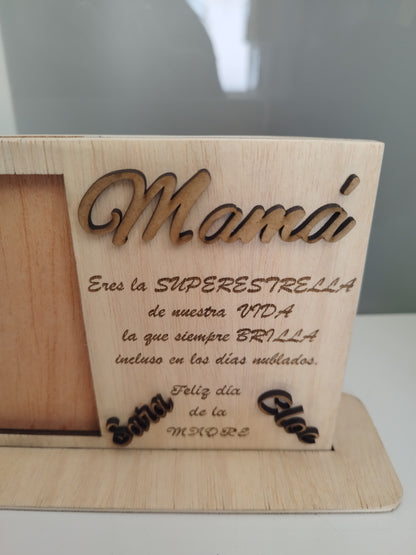 Mamá
Eres la SUPERESTRELLA
de nuestra VIDA
la que siempre BRILLA
incluso en los días nublados.
Feliz día
de la
MADRE
Sara